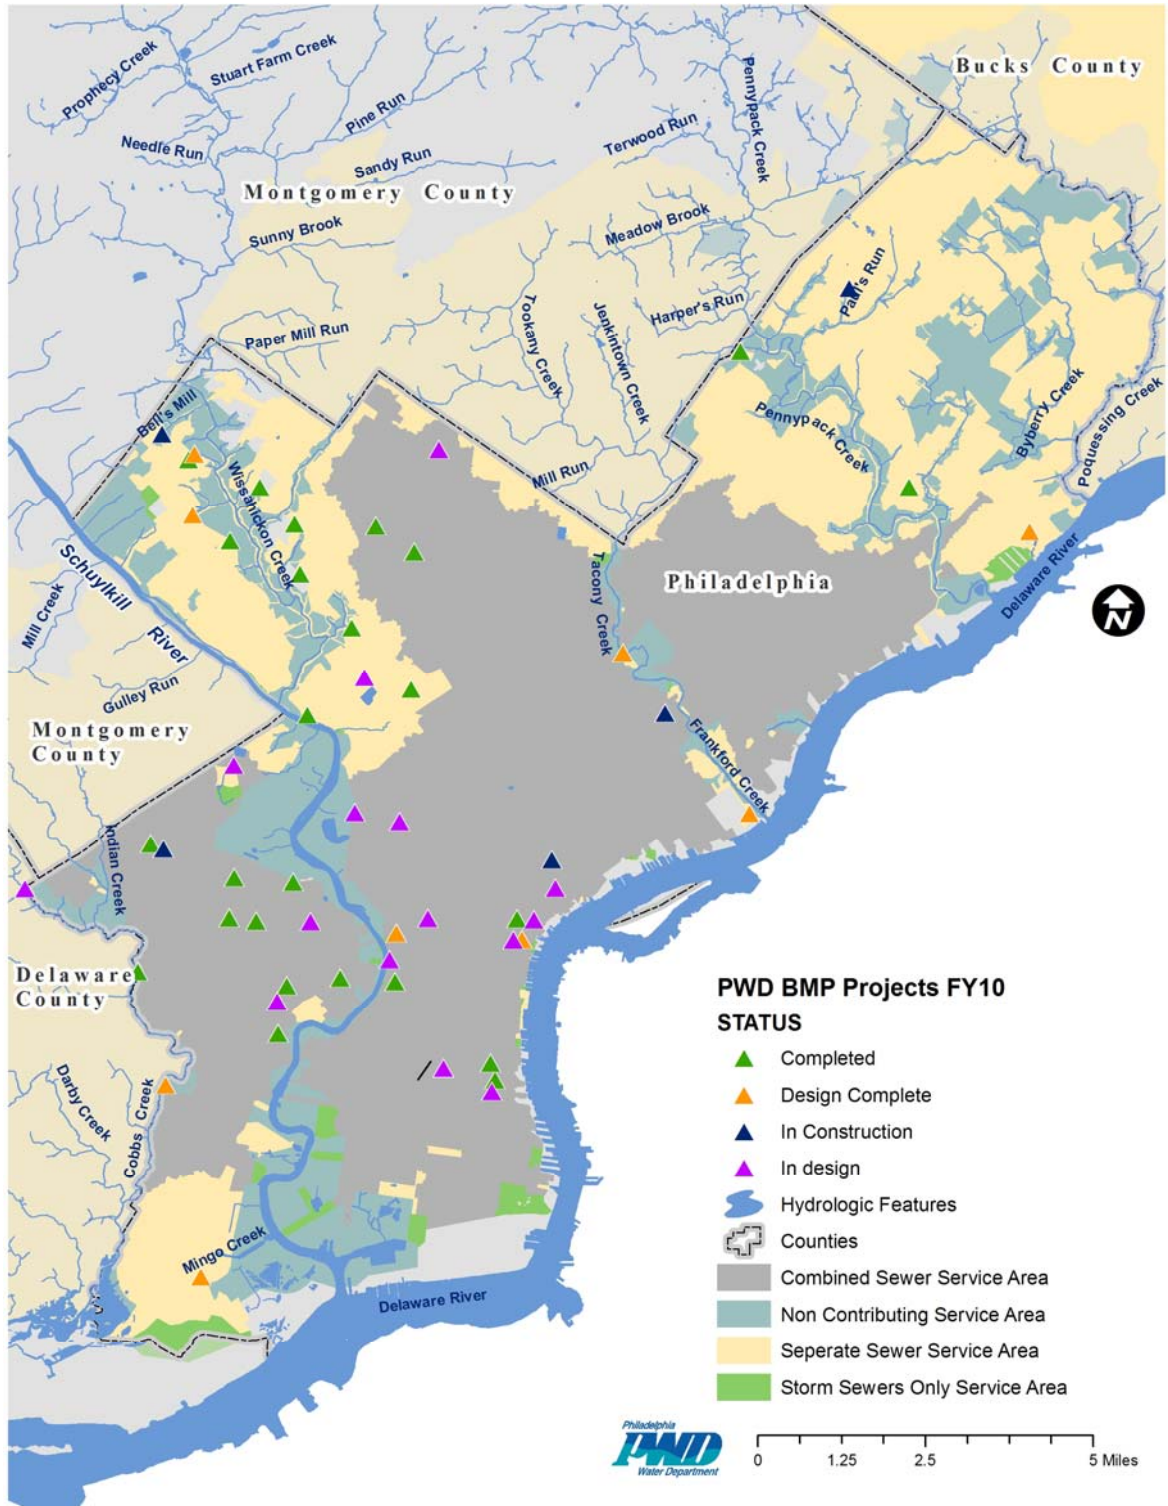 Prophecy Creek
Stuart Farm Creek
Pennypack Creek
Bucks County
Pine Run
Needle Run
Terwood Run
Sandy Run
Montgomery County
Meadow Brook
Sunny Brook
Paul's Run
Harper's Run
Tookany Creek
Jenkintown Creek
Paper Mill Run
Bell's Mill
Pennypack Creek
Byberry Creek
Poquessing Creek
Wissahickon Creek
Mill Run
Schuylkill
River
Mill Creek
Tacony Creek
Philadelphia
Delaware River
N
Gulley Run
Montgomery
County
Frankford Creek
Indian Creek
Delaware
County
Darby Creek
Cobbs Creek
Mingo Creek
Delaware River
PWD BMP Projects FY10
STATUS
Completed
Design Complete
In Construction
In design
Hydrologic Features
Counties
Combined Sewer Service Area
Non Contributing Service Area
Seperate Sewer Service Area
Storm Sewers Only Service Area
Philadelphia
PWD
Water Department
0 1.25 2.5 5 Miles